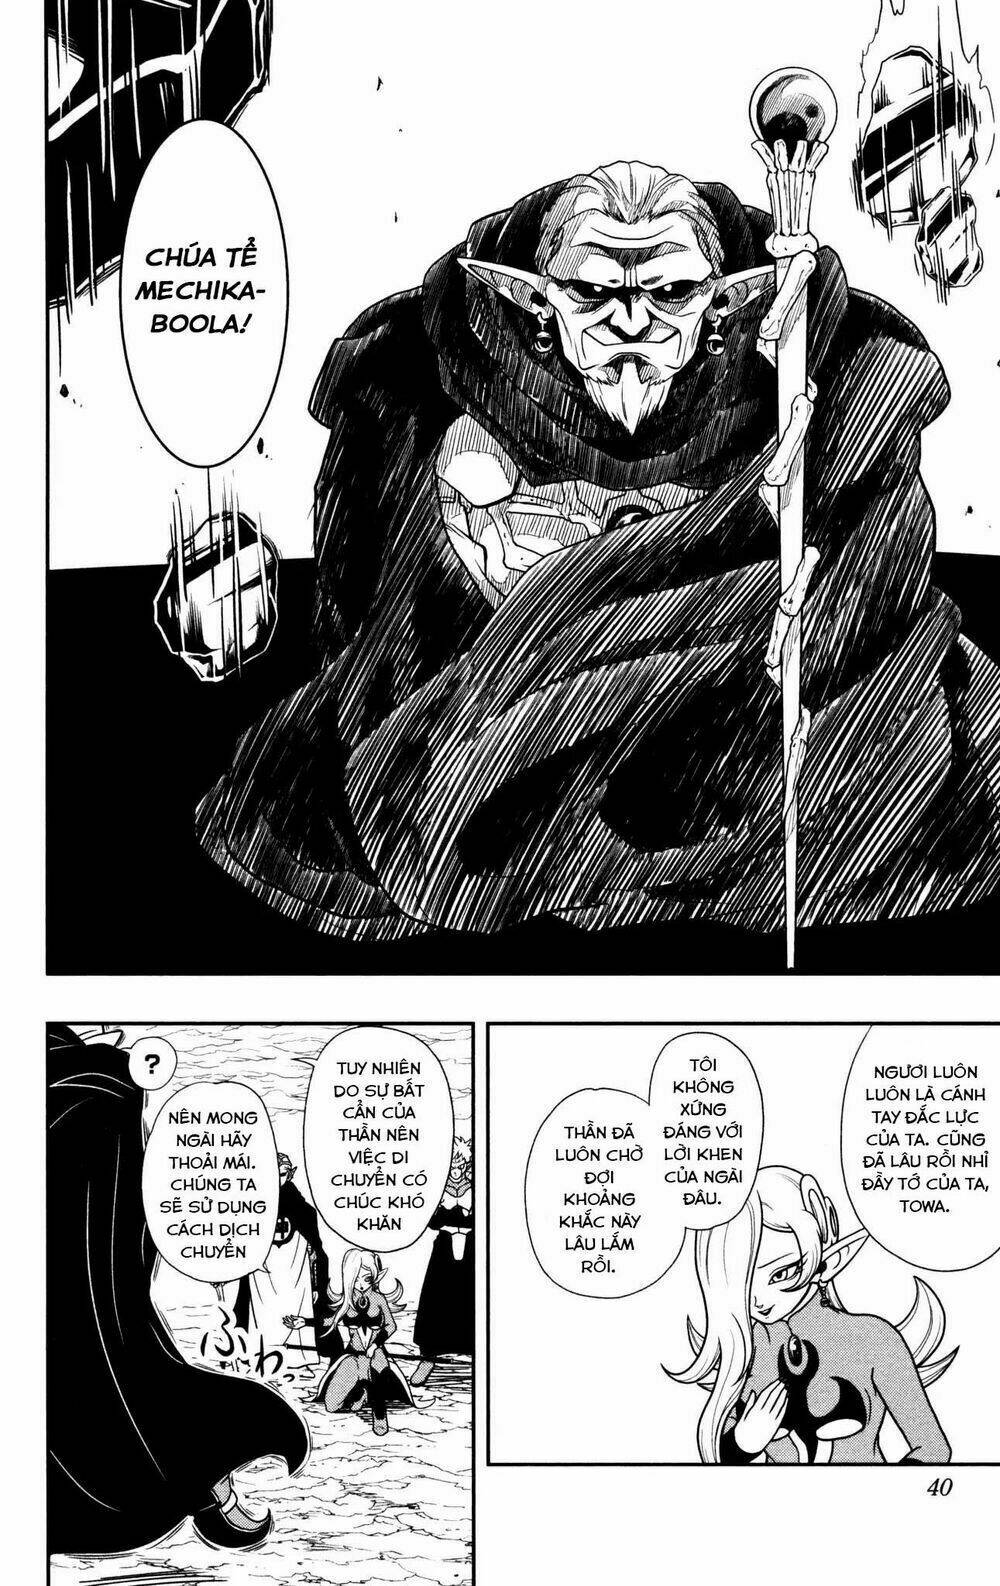 CHÚA TỂ
MECHIKA-
BOOLA!
NGƯƠI LUÔN
LUÔN LÀ CÁNH
TAY ĐẮC LỰC
CỦA TA. CŨNG
ĐÃ LÂU RỒI NHỈ
ĐẦY TỚ CỦA TA,
TOWA.
TÔI
KHÔNG
XỨNG
ĐÁNG VỚI
LỜI KHEN
CỦA NGÀI
ĐÂU.
THẦN ĐÃ
LUÔN CHỜ
ĐỢI
KHOẢNG
KHẮC NÀY
LÂU LẮM
RỒI.
TUY NHIÊN
DO SỰ BẤT
CẨN CỦA
THẦN NÊN
VIỆC DI
CHUYỂN CÓ
CHÚC KHÓ
KHĂN
NÊN MONG
NGÀI HÃY
THOẢI MÁI.
CHÚNG TA
SẼ SỬ DỤNG
CÁCH DỊCH
CHUYỂN
?
ふわっ
40